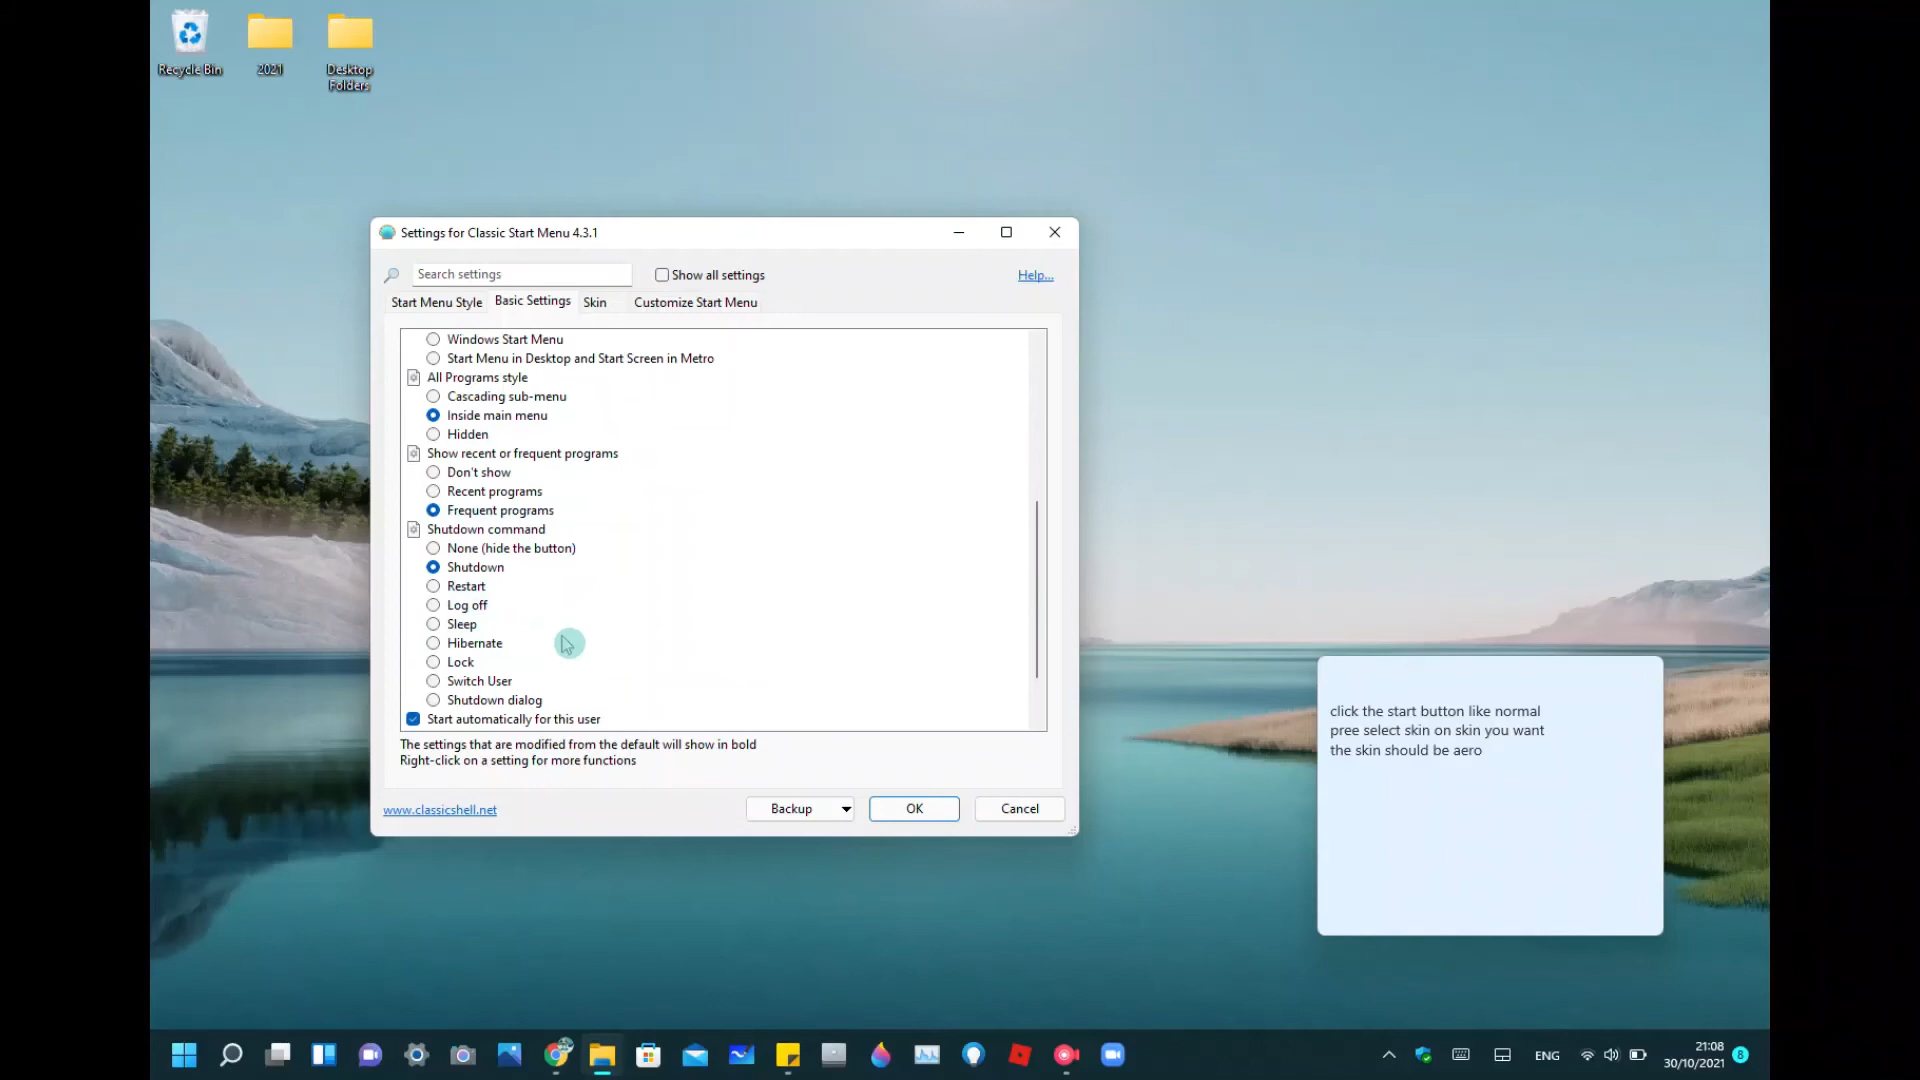 Recycle Bin
2021
Desktop
Folders
Settings for Classic Start Menu 4.3.1
Search settings
Show all settings
Help...
Start Menu Style
Basic Settings
Skin
Customize Start Menu
Windows Start Menu
Start Menu in Desktop and Start Screen in Metro
All Programs style
Cascading sub-menu
Inside main menu
Hidden
Show recent or frequent programs
Don't show
Recent programs
Frequent programs
Shutdown command
None (hide the button)
Shutdown
Restart
Log off
Sleep
Hibernate
Lock
Switch User
Shutdown dialog
Start automatically for this user
The settings that are modified from the default will show in bold
Right-click on a setting for more functions
www.classicshell.net
Backup
OK
Cancel
click the start button like normal
pree select skin on skin you want
the skin should be aero
ENG
21:08
30/10/2021
8